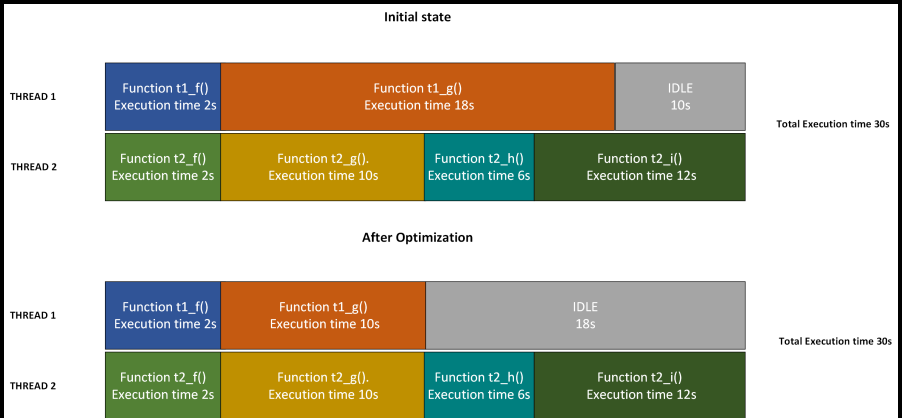 Initial state
THREAD 1
Function t1_f()
Execution time 2s
Function t1_g()
Execution time 18s
IDLE
10s
Total Execution time 30s
THREAD 2
Function t2_f()
Execution time 2s
Function t2_g().
Execution time 10s
Function t2_h()
Execution time 6s
Function t2_i()
Execution time 12s
After Optimization
THREAD 1
Function t1_f()
Execution time 2s
Function t1_g()
Execution time 10s
IDLE
18s
Total Execution time 30s
THREAD 2
Function t2_f()
Execution time 2s
Function t2_g().
Execution time 10s
Function t2_h()
Execution time 6s
Function t2_i()
Execution time 12s